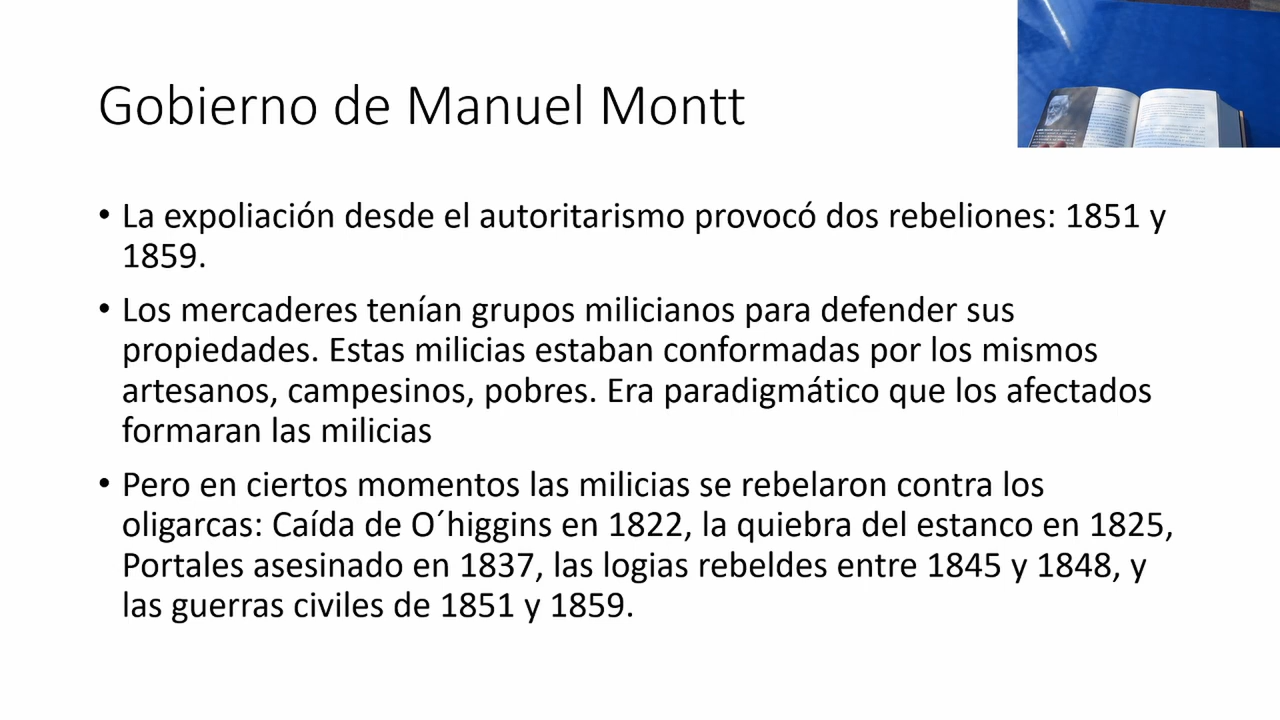 Gobierno de Manuel Montt
• La expoliación desde el autoritarismo provocó dos rebeliones: 1851 y
1859.
• Los mercaderes tenían grupos milicianos para defender sus
propiedades. Estas milicias estaban conformadas por los mismos
artesanos, campesinos, pobres. Era paradigmático que los afectados
formaran las milicias
• Pero en ciertos momentos las milicias se rebelaron contra los
oligarcas: Caída de O´higgins en 1822, la quiebra del estanco en 1825,
Portales asesinado en 1837, las logias rebeldes entre 1845 y 1848, y
las guerras civiles de 1851 y 1859.